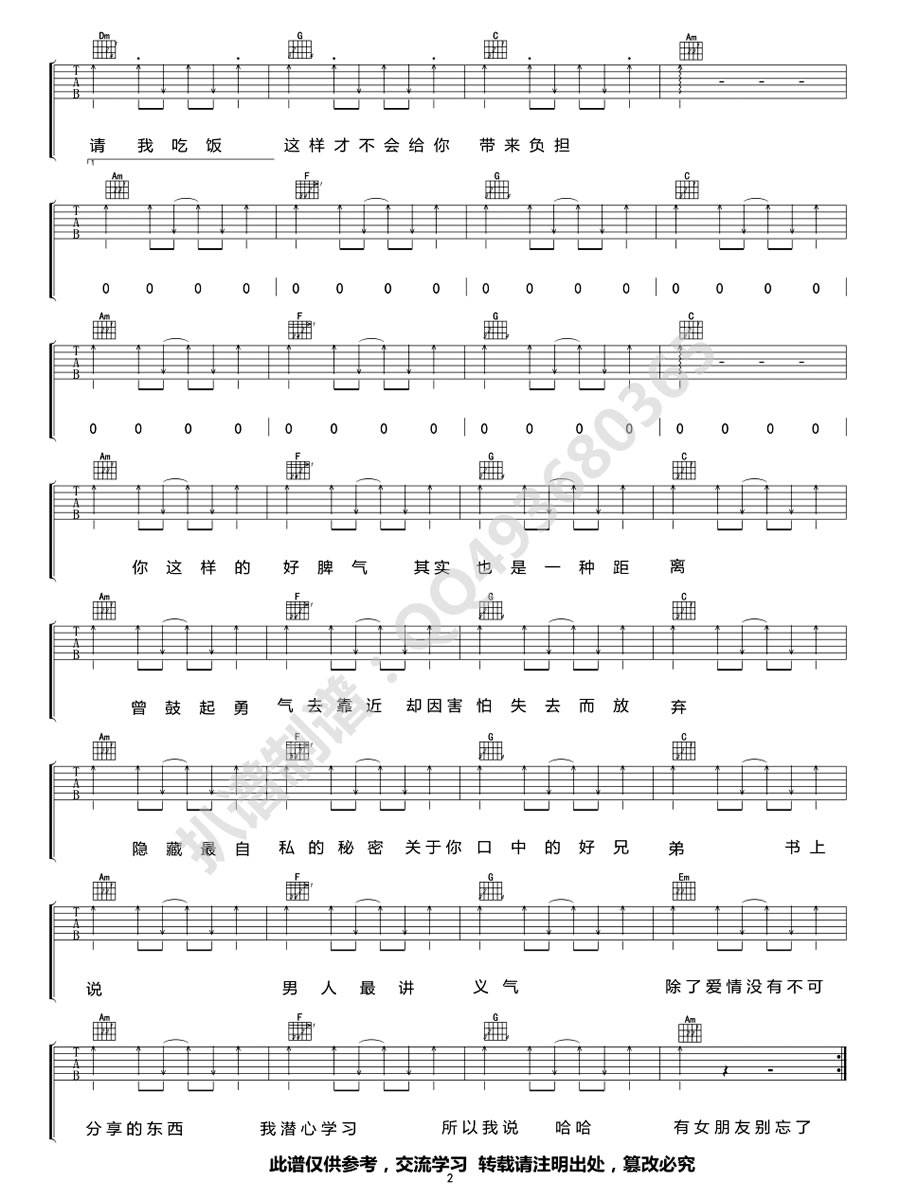 Dm G C Am
T A B
请 我 吃 饭 这 样 才 不 会 给 你 带 来 负 担
Am F G C
T A B
0 0 0 0 | 0 0 0 0 | 0 0 0 0 | 0 0 0 0 |
Am F G C
T A B
0 0 0 0 | 0 0 0 0 | 0 0 0 0 | 0 0 0 0 |
Am F G C
T A B
你 这 样 的 好 脾 气 其 实 也 是 一 种 距 离
Am F G C
T A B
曾 鼓 起 勇 气 去 靠 近 却 因 害 怕 失 去 而 放 弃
Am F G C
T A B
隐 藏 最 自 私 的 秘 密 关 于 你 口 中 的 好 兄 弟 书 上
Am F G Em
T A B
说 男 人 最 讲 义 气 除了爱情没有不可
Am F G Am
T A B
分享的东西 我潜心学习 所以我说 哈哈 有女朋友别忘了
此谱仅供参考，交流学习 转载请注明出处，篡改必究
2
扒谱制谱：QQ493680365